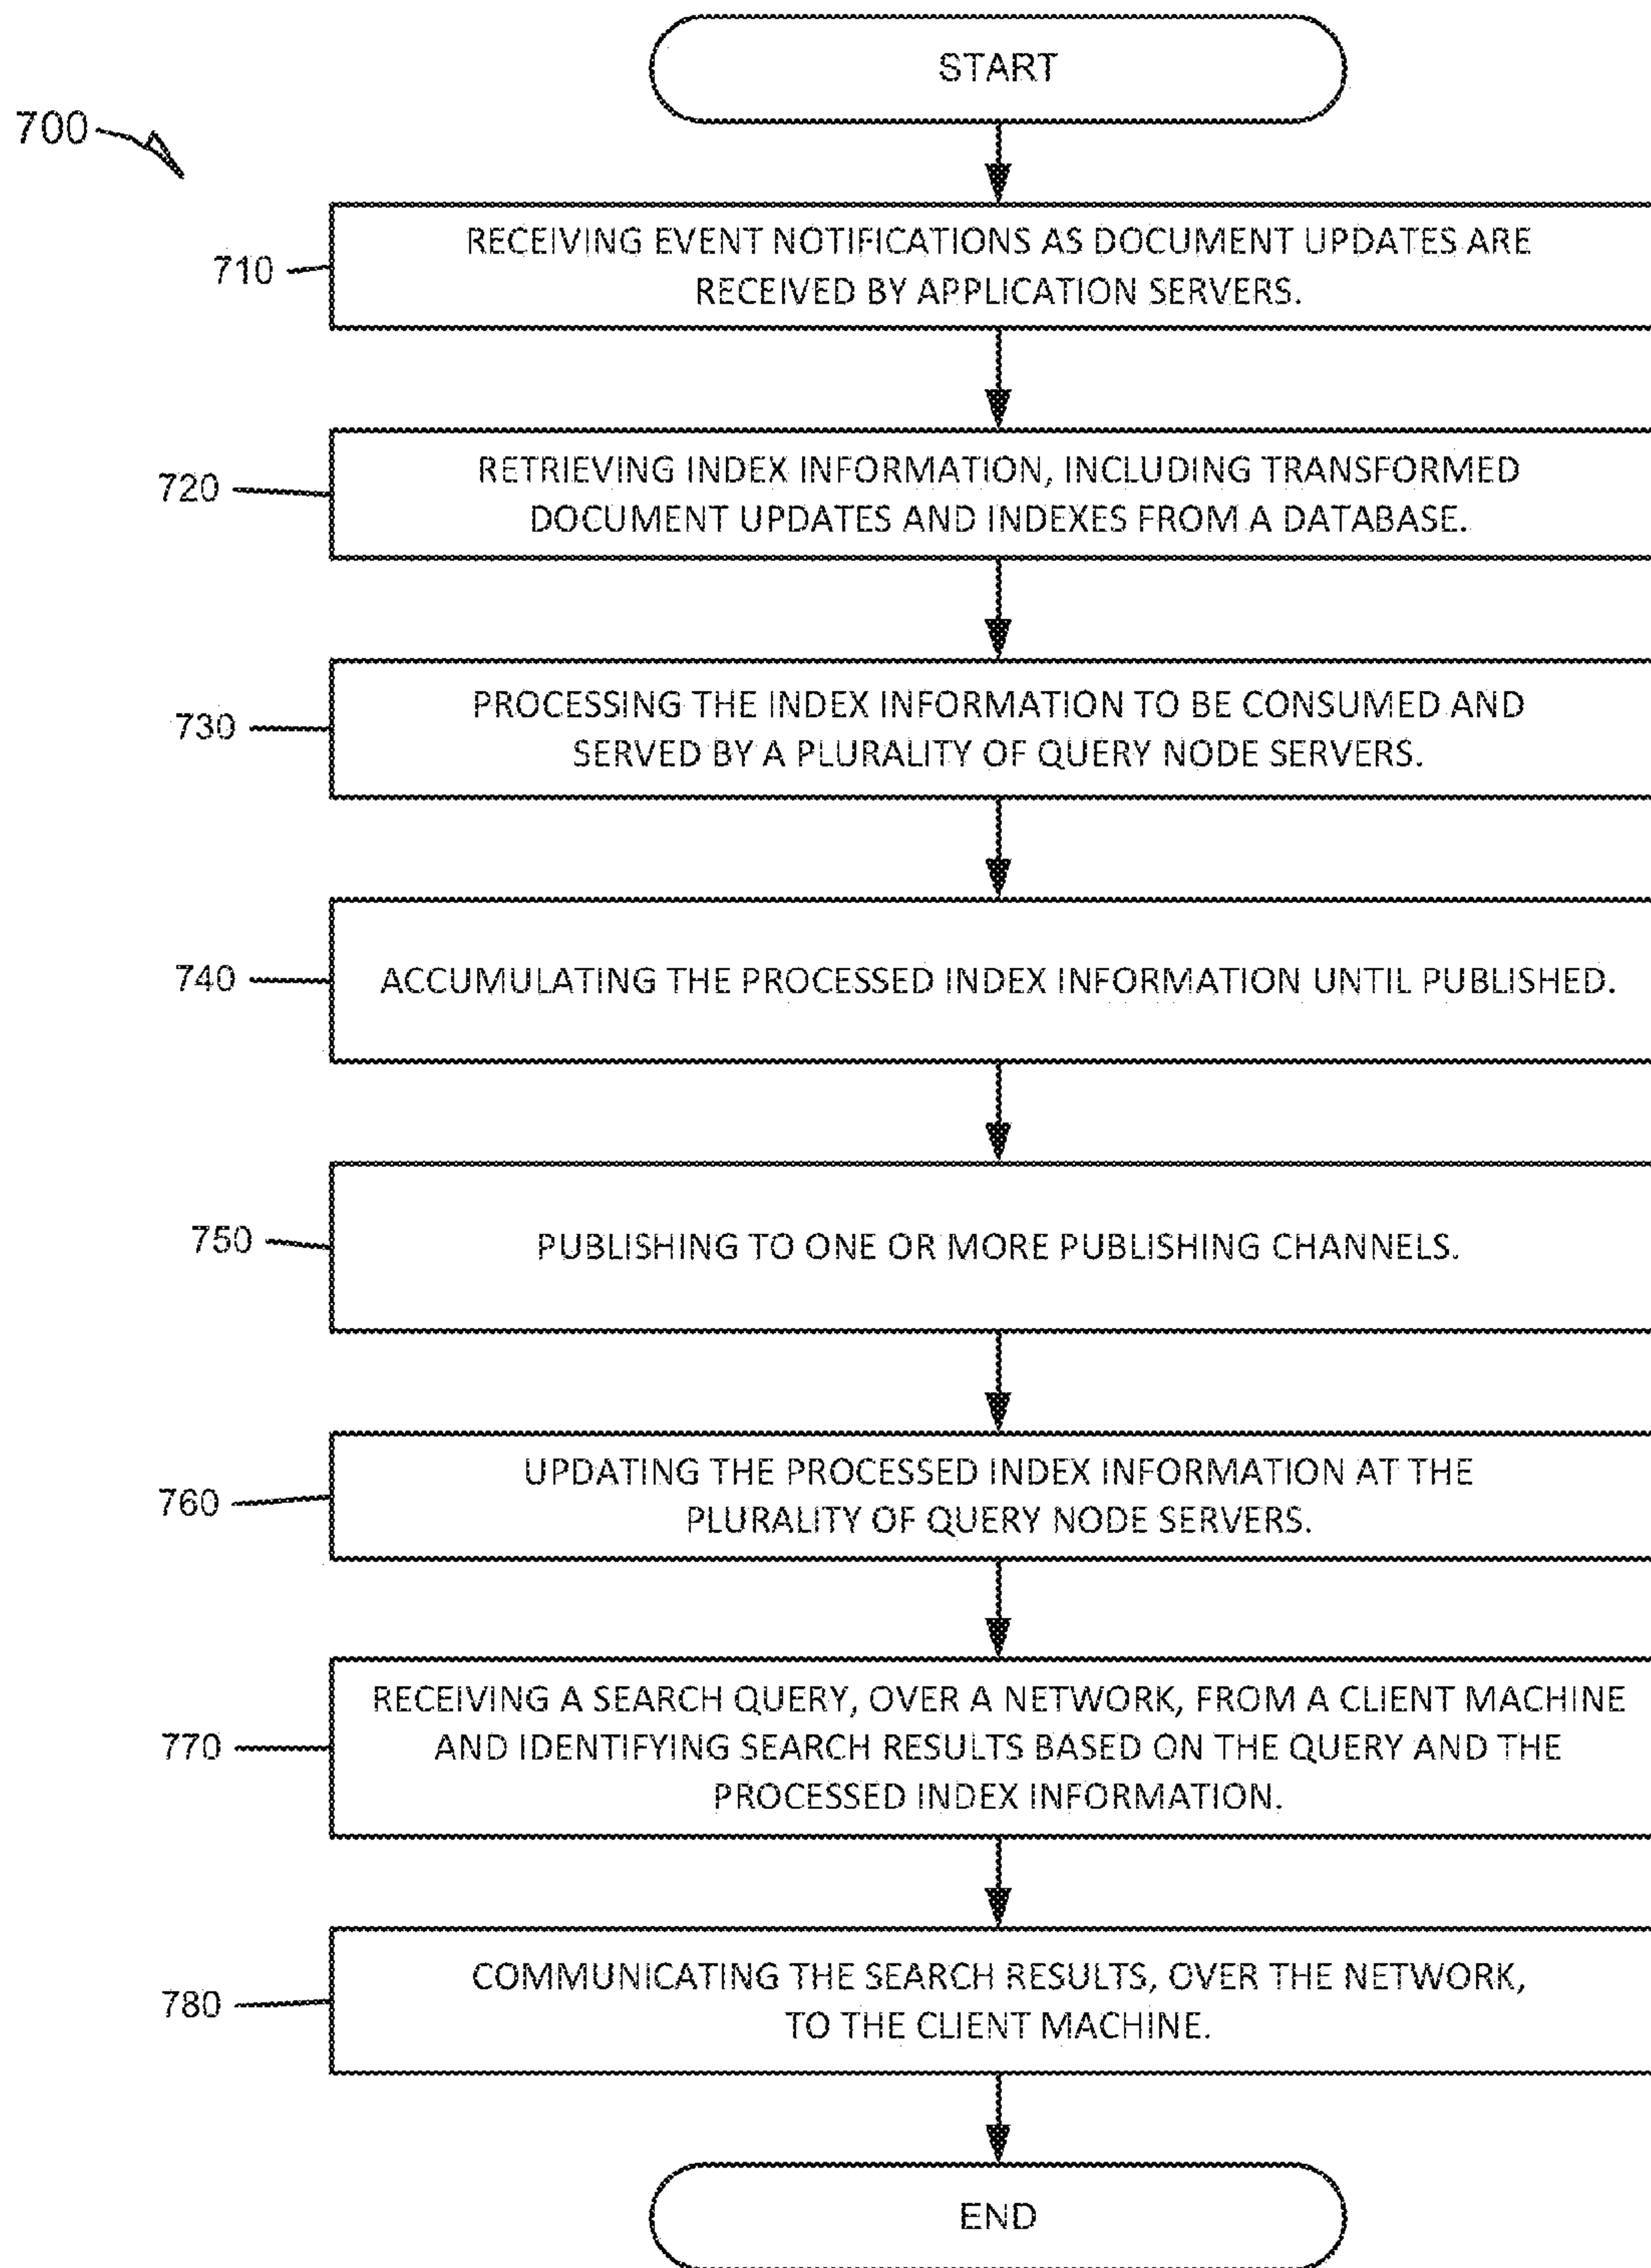 START
700
710
RECEIVING EVENT NOTIFICATIONS AS DOCUMENT UPDATES ARE
RECEIVED BY APPLICATION SERVERS.
720
RETRIEVING INDEX INFORMATION, INCLUDING TRANSFORMED
DOCUMENT UPDATES AND INDEXES FROM A DATABASE.
730
PROCESSING THE INDEX INFORMATION TO BE CONSUMED AND
SERVED BY A PLURALITY OF QUERY NODE SERVERS.
740
ACCUMULATING THE PROCESSED INDEX INFORMATION UNTIL PUBLISHED.
750
PUBLISHING TO ONE OR MORE PUBLISHING CHANNELS.
760
UPDATING THE PROCESSED INDEX INFORMATION AT THE
PLURALITY OF QUERY NODE SERVERS.
770
RECEIVING A SEARCH QUERY, OVER A NETWORK, FROM A CLIENT MACHINE
AND IDENTIFYING SEARCH RESULTS BASED ON THE QUERY AND THE
PROCESSED INDEX INFORMATION.
780
COMMUNICATING THE SEARCH RESULTS, OVER THE NETWORK,
TO THE CLIENT MACHINE.
END